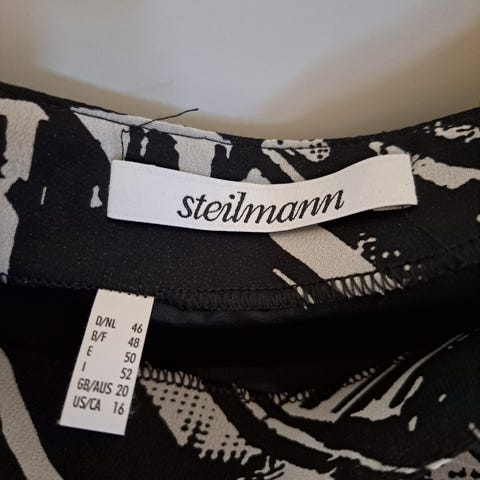 steilmann
D/NL 46
B/F 48
E 50
I 52
GB/AUS 20
US/CA 16